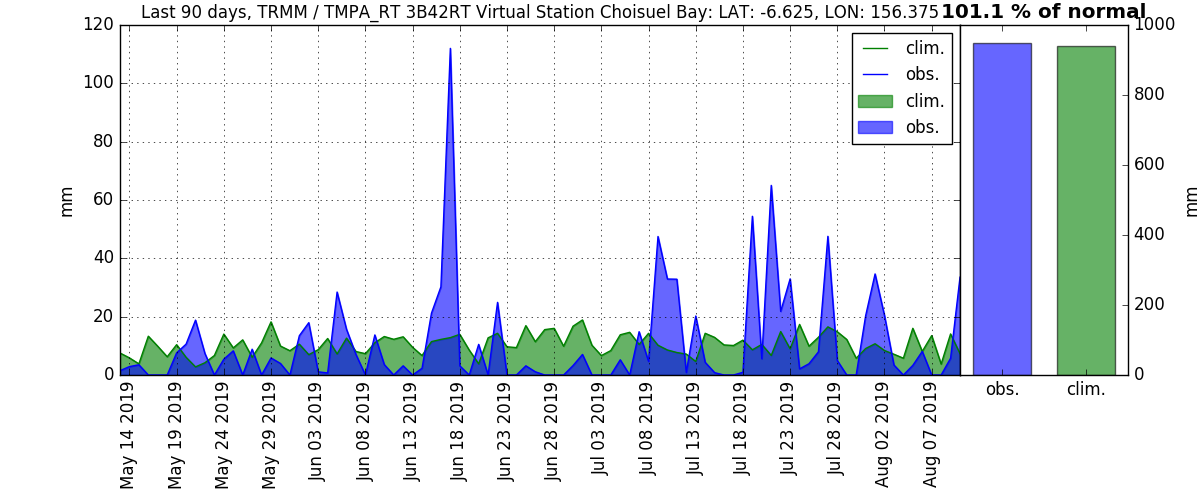 Last 90 days, TRMM / TMPA_RT 3B42RT Virtual Station Choisuel Bay: LAT: -6.625, LON: 156.375
101.1 % of normal
120
100
80
60
40
20
0
mm
clim.
obs.
clim.
obs.
May 14 2019
May 19 2019
May 24 2019
May 29 2019
Jun 03 2019
Jun 08 2019
Jun 13 2019
Jun 18 2019
Jun 23 2019
Jun 28 2019
Jul 03 2019
Jul 08 2019
Jul 13 2019
Jul 18 2019
Jul 23 2019
Jul 28 2019
Aug 02 2019
Aug 07 2019
1000
800
600
400
200
0
mm
obs.
clim.